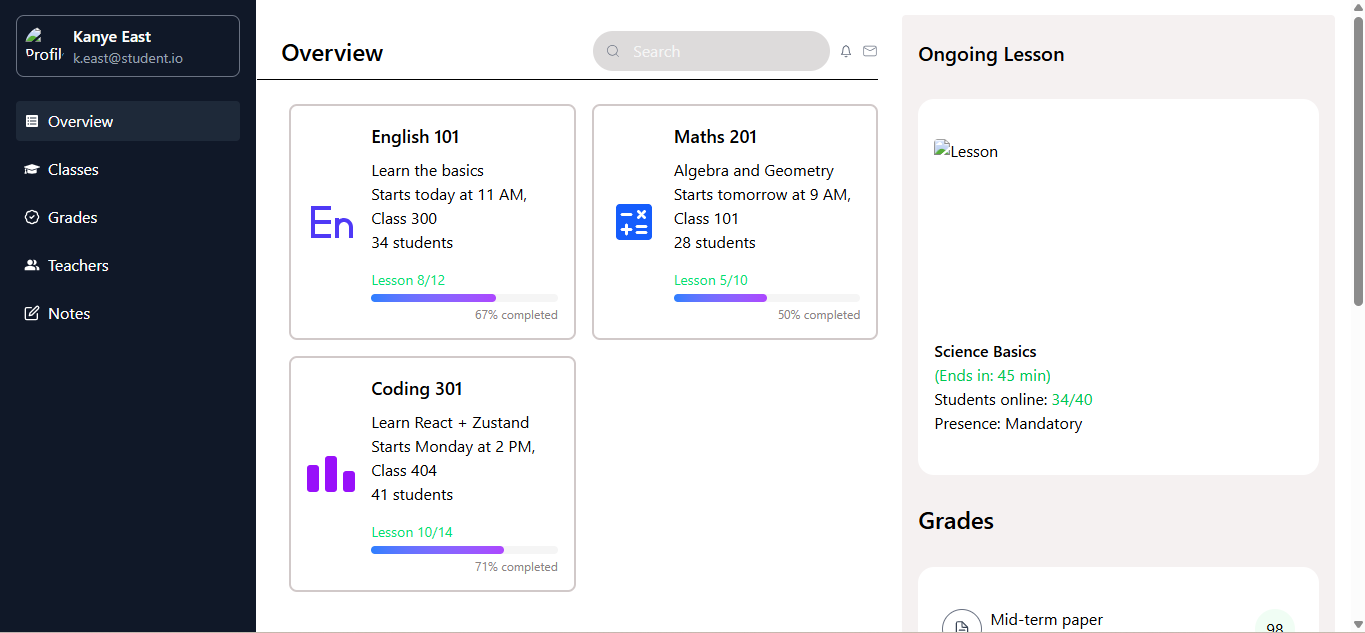 Profil
Kanye East
k.east@student.io
Overview
Classes
Grades
Teachers
Notes
Overview
Search
English 101
Learn the basics
Starts today at 11 AM,
Class 300
34 students
Lesson 8/12
67% completed
En
Maths 201
Algebra and Geometry
Starts tomorrow at 9 AM,
Class 101
28 students
Lesson 5/10
50% completed
Coding 301
Learn React + Zustand
Starts Monday at 2 PM,
Class 404
41 students
Lesson 10/14
71% completed
Ongoing Lesson
Lesson
Science Basics
(Ends in: 45 min)
Students online: 34/40
Presence: Mandatory
Grades
Mid-term paper
98